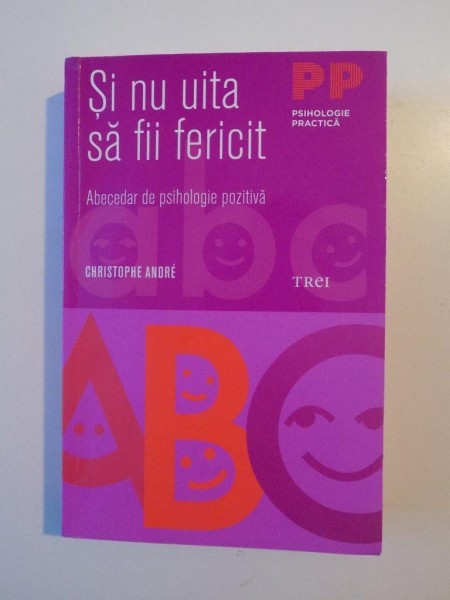 Și nu uita
să fii fericit
PP
PSIHOLOGIE
PRACTICĂ
Abecedar de psihologie pozitivă
abc
CHRISTOPHE ANDRÉ
TREI
ABC